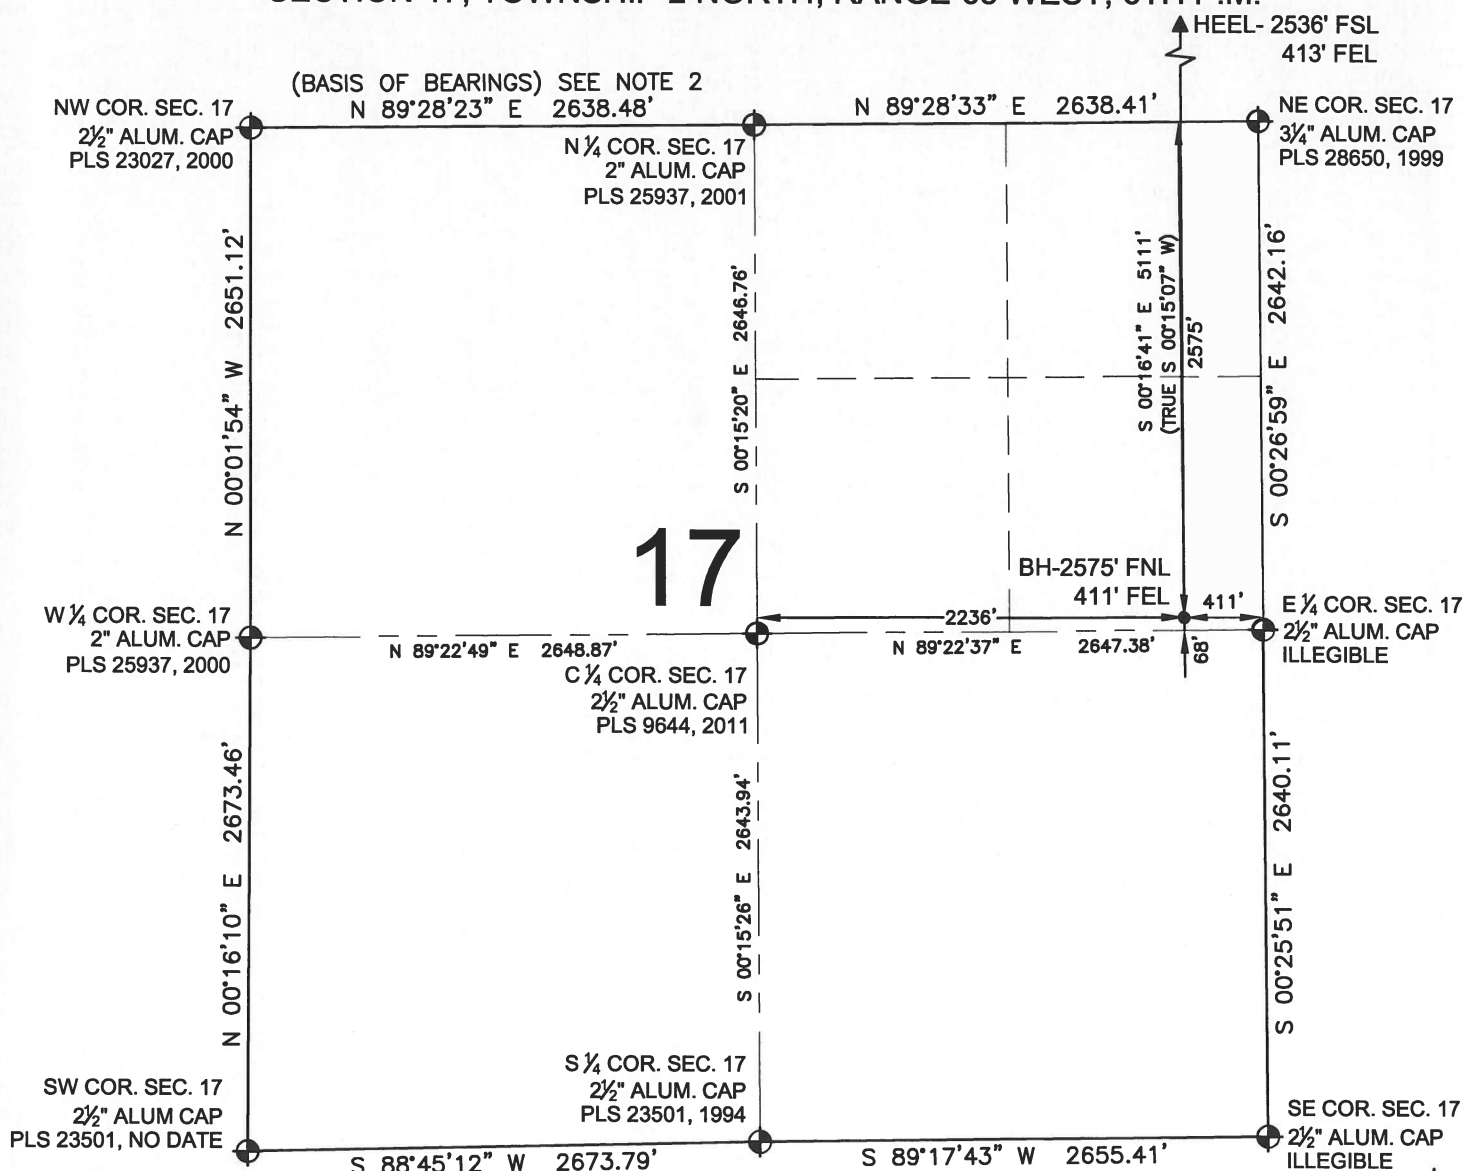 HEEL- 2536' FSL
413' FEL
(BASIS OF BEARINGS) SEE NOTE 2
N 89°28'23" E 2638.48'
N 89°28'33" E 2638.41'
NW COR. SEC. 17
2½" ALUM. CAP
PLS 23027, 2000
N ¼ COR. SEC. 17
2" ALUM. CAP
PLS 25937, 2001
NE COR. SEC. 17
3¼" ALUM. CAP
PLS 28650, 1999
N 00°01'54" W 2651.12'
S 00°15'20" E 2646.76'
S 00°16'41" E 5111'
(TRUE S 00°15'07" W)
2575'
S 00°26'59" E 2642.16'
17
BH-2575' FNL
411' FEL
411'
2236'
68'
W ¼ COR. SEC. 17
2" ALUM. CAP
PLS 25937, 2000
N 89°22'49" E 2648.87'
N 89°22'37" E 2647.38'
E ¼ COR. SEC. 17
2½" ALUM. CAP
ILLEGIBLE
C ¼ COR. SEC. 17
2½" ALUM. CAP
PLS 9644, 2011
N 00°16'10" E 2673.46'
S 00°15'26" E 2643.94'
S 00°25'51" E 2640.11'
SW COR. SEC. 17
2½" ALUM CAP
PLS 23501, NO DATE
S ¼ COR. SEC. 17
2½" ALUM. CAP
PLS 23501, 1994
SE COR. SEC. 17
2½" ALUM. CAP
ILLEGIBLE
S 88°45'12" W 2673.79'
S 89°17'43" W 2655.41'